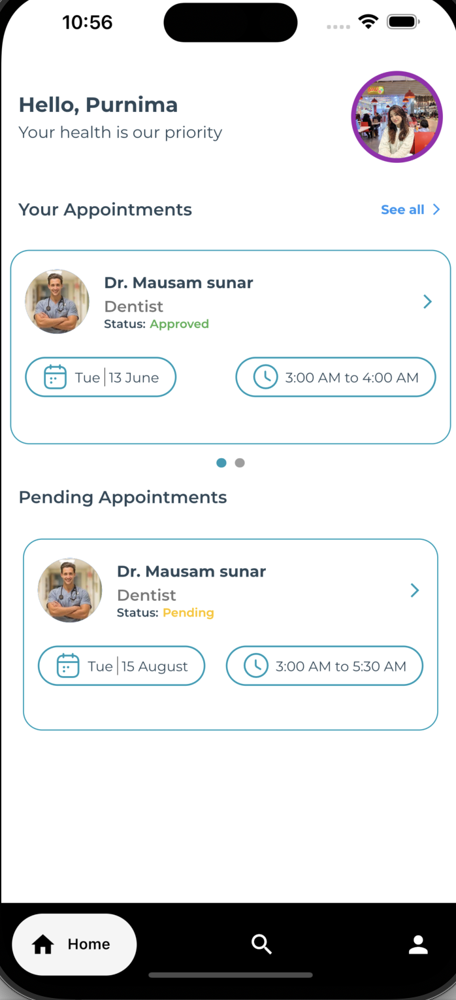 10:56
Hello, Purnima
Your health is our priority
Your Appointments
See all
Dr. Mausam sunar
Dentist
Status: Approved
Tue 13 June
3:00 AM to 4:00 AM
Pending Appointments
Dr. Mausam sunar
Dentist
Status: Pending
Tue 15 August
3:00 AM to 5:30 AM
Home